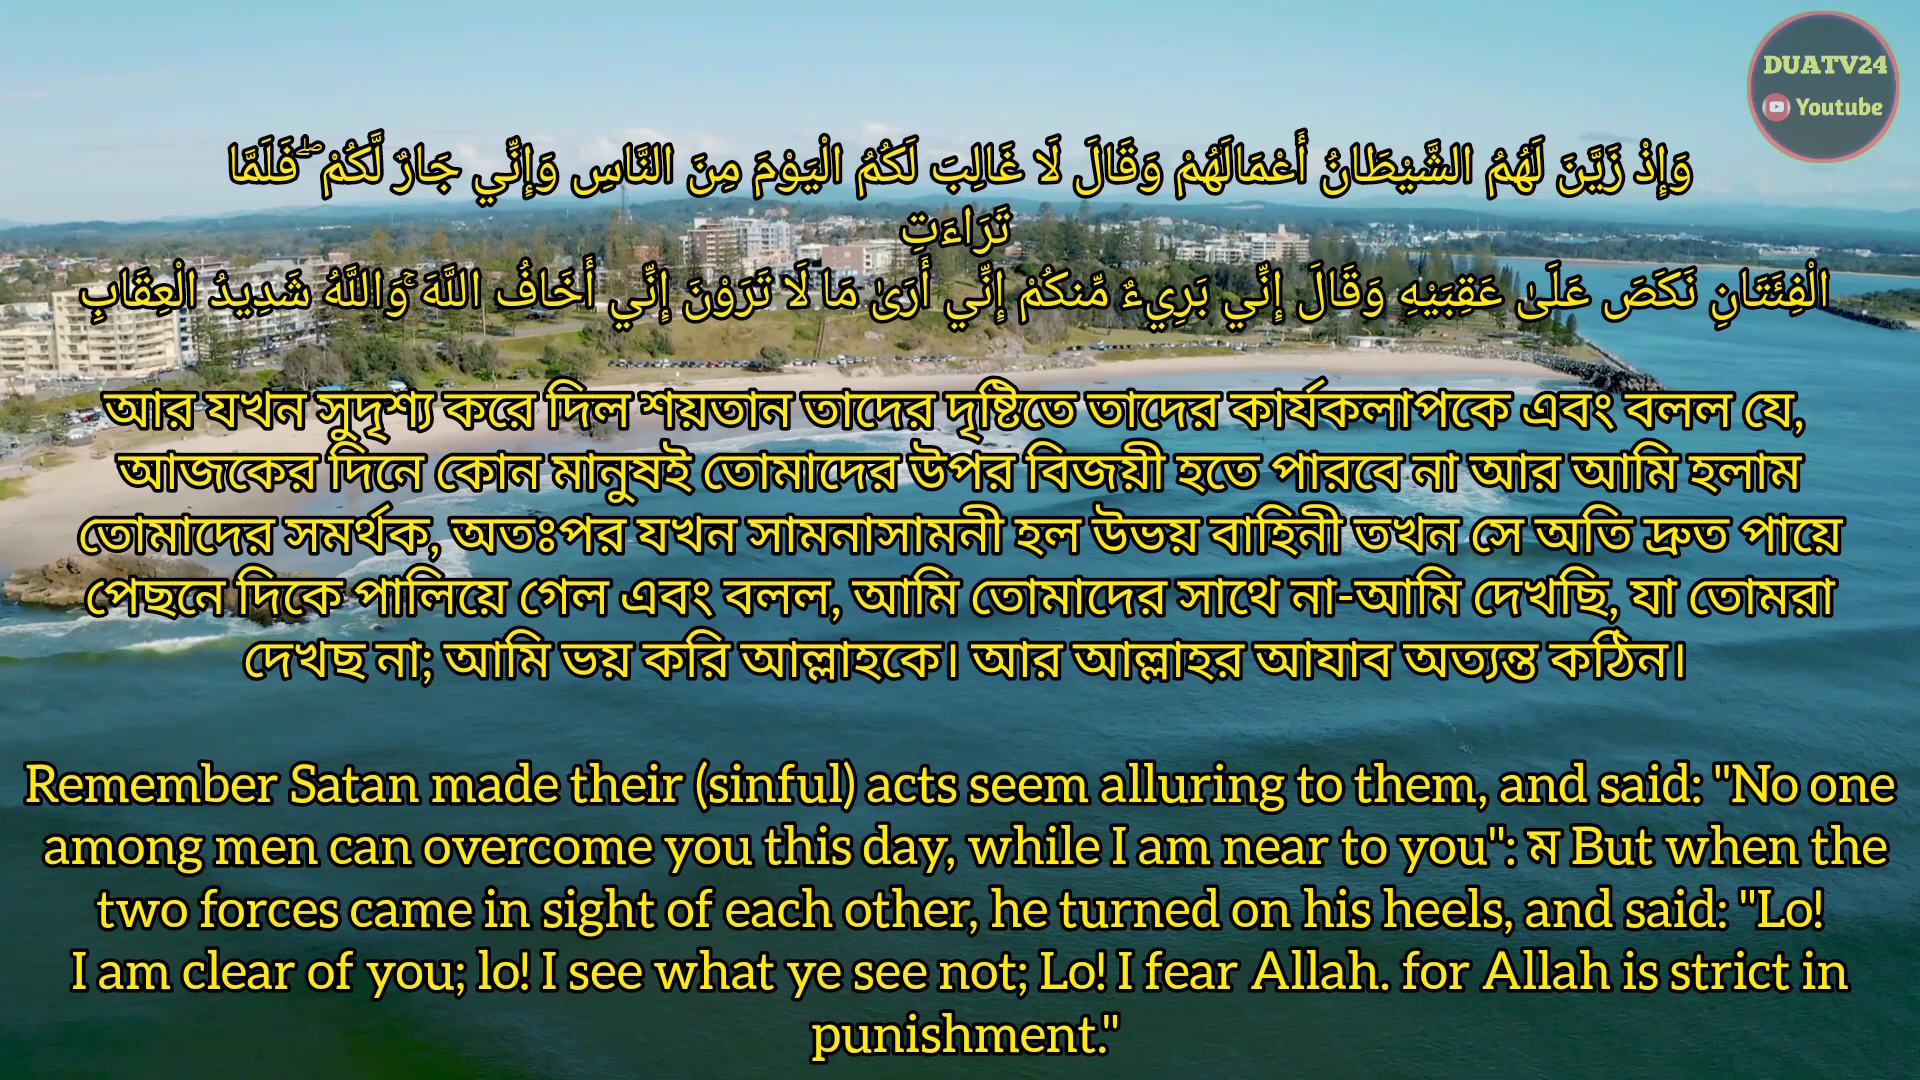 DUATV24
Youtube
وَإِذْ زَيَّنَ لَهُمُ الشَّيْطَانُ أَعْمَالَهُمْ وَقَالَ لَا غَالِبَ لَكُمُ الْيَوْمَ مِنَ النَّاسِ وَإِنِّي جَارٌ لَّكُمْ ۖ فَلَمَّا
تَرَاءَتِ
الْفِئَتَانِ نَكَصَ عَلَىٰ عَقِبَيْهِ وَقَالَ إِنِّي بَرِيءٌ مِّنكُمْ إِنِّي أَرَىٰ مَا لَا تَرَوْنَ إِنِّي أَخَافُ اللَّهَ ۚ وَاللَّهُ شَدِيدُ الْعِقَابِ
আর যখন সুদৃশ্য করে দিল শয়তান তাদের দৃষ্টিতে তাদের কার্যকলাপকে এবং বলল যে,
আজকের দিনে কোন মানুষই তোমাদের উপর বিজয়ী হতে পারবে না আর আমি হলাম
তোমাদের সমর্থক, অতঃপর যখন সামনাসামনী হল উভয় বাহিনী তখন সে অতি দ্রুত পায়ে
পেছনে দিকে পালিয়ে গেল এবং বলল, আমি তোমাদের সাথে না-আমি দেখছি, যা তোমরা
দেখছ না; আমি ভয় করি আল্লাহকে। আর আল্লাহর আযাব অত্যন্ত কঠিন।
Remember Satan made their (sinful) acts seem alluring to them, and said: "No one
among men can overcome you this day, while I am near to you": ম But when the
two forces came in sight of each other, he turned on his heels, and said: "Lo!
I am clear of you; lo! I see what ye see not; Lo! I fear Allah. for Allah is strict in
punishment."